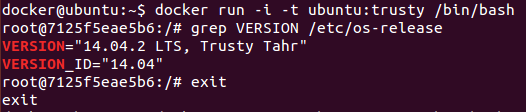 docker@ubuntu:~$ docker run -i -t ubuntu:trusty /bin/bash
root@7125f5eae5b6:/# grep VERSION /etc/os-release
VERSION="14.04.2 LTS, Trusty Tahr"
VERSION_ID="14.04"
root@7125f5eae5b6:/# exit
exit